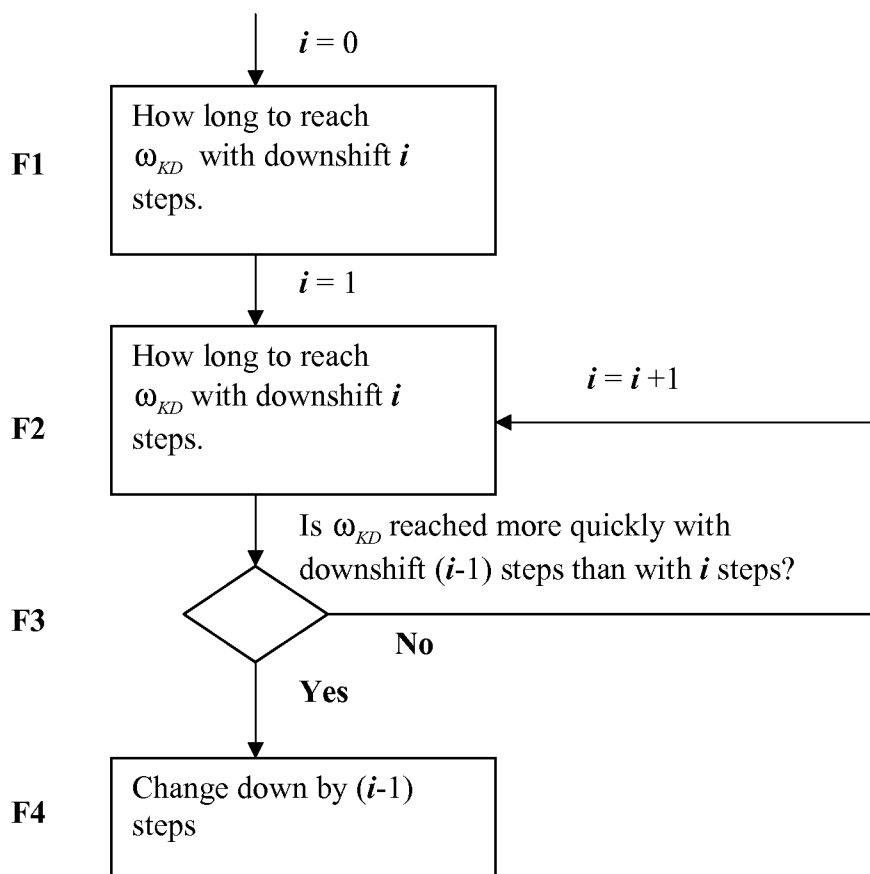 i = 0
F1
How long to reach
ω_KD with downshift i
steps.
i = 1
F2
How long to reach
ω_KD with downshift i
steps.
i = i +1
Is ω_KD reached more quickly with
downshift (i-1) steps than with i steps?
F3
No
Yes
F4
Change down by (i-1)
steps